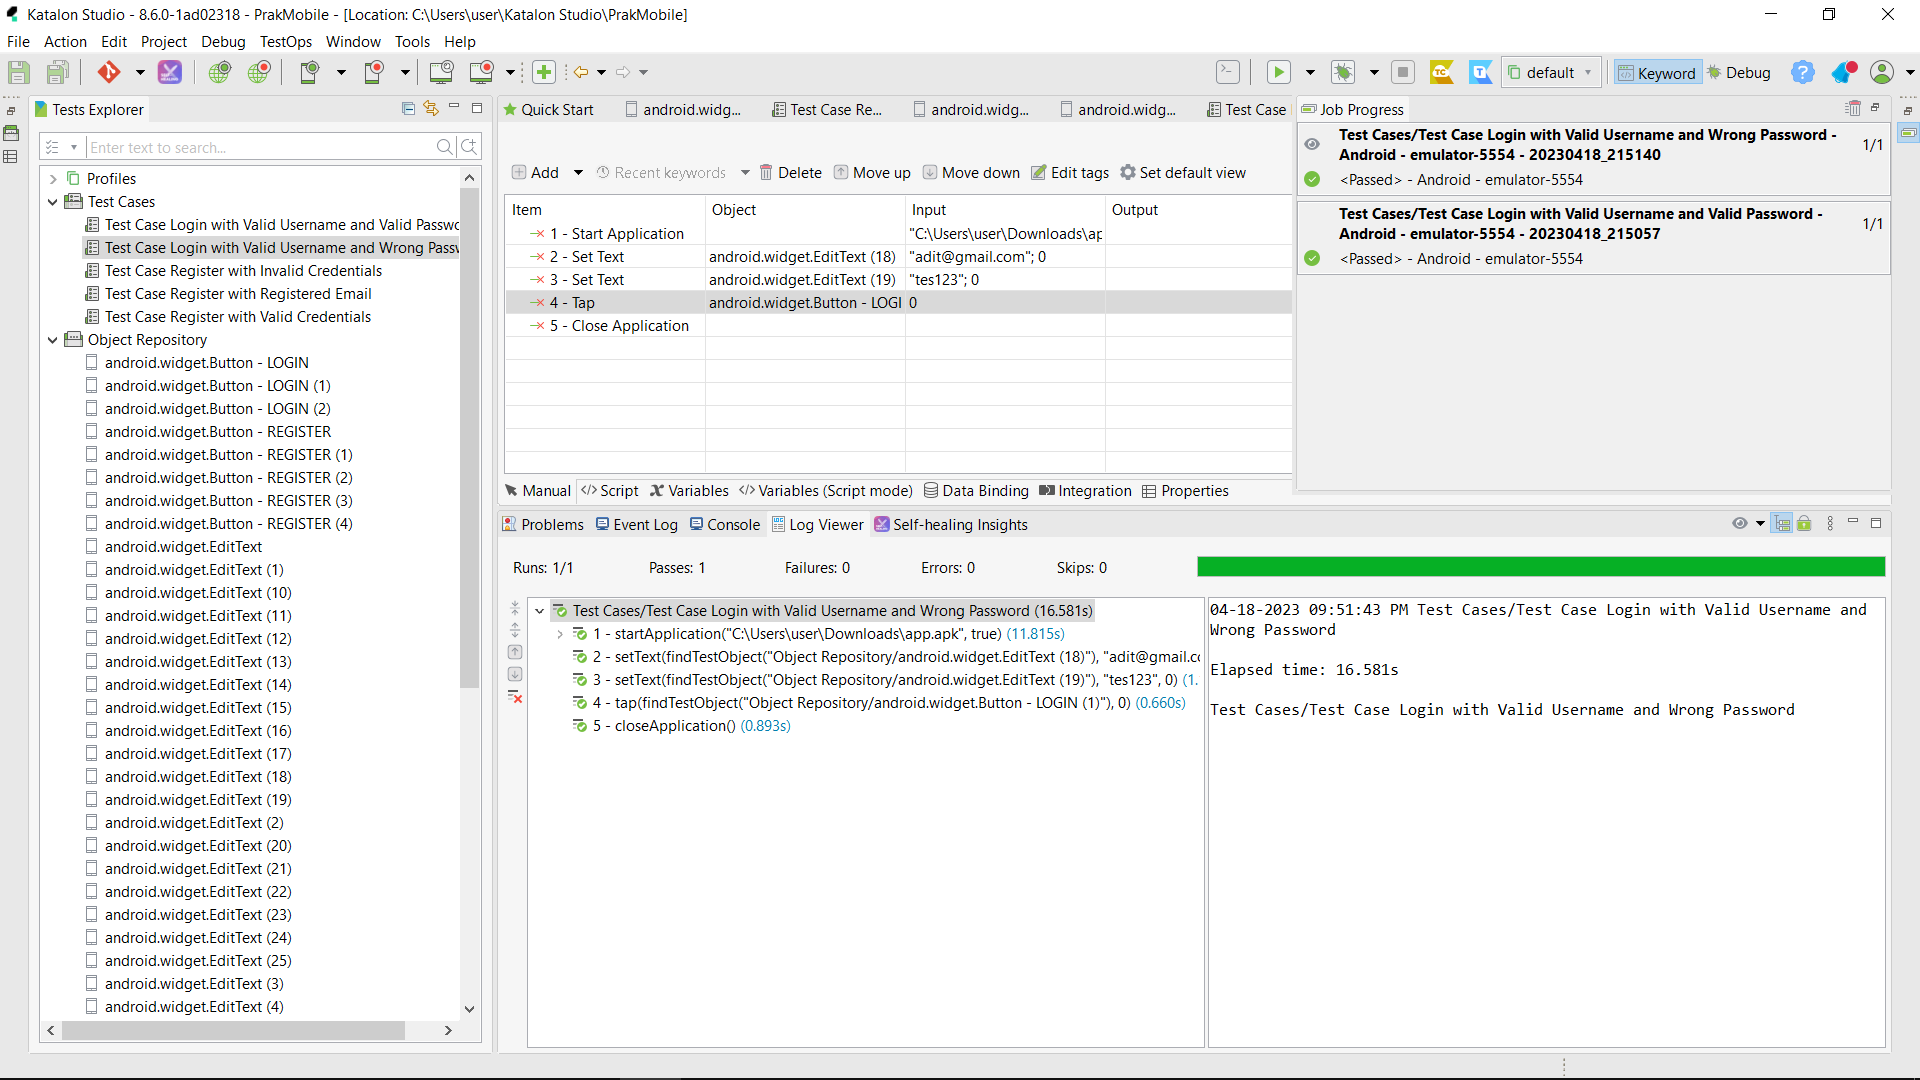 Katalon Studio - 8.6.0-1ad02318 - PrakMobile - [Location: C:\Users\user\Katalon Studio\PrakMobile]
File Action Edit Project Debug TestOps Window Tools Help
default
Keyword
Debug
Tests Explorer
Enter text to search...
Profiles
Test Cases
Test Case Login with Valid Username and Valid Passwo
Test Case Login with Valid Username and Wrong Passw
Test Case Register with Invalid Credentials
Test Case Register with Registered Email
Test Case Register with Valid Credentials
Object Repository
android.widget.Button - LOGIN
android.widget.Button - LOGIN (1)
android.widget.Button - LOGIN (2)
android.widget.Button - REGISTER
android.widget.Button - REGISTER (1)
android.widget.Button - REGISTER (2)
android.widget.Button - REGISTER (3)
android.widget.Button - REGISTER (4)
android.widget.EditText
android.widget.EditText (1)
android.widget.EditText (10)
android.widget.EditText (11)
android.widget.EditText (12)
android.widget.EditText (13)
android.widget.EditText (14)
android.widget.EditText (15)
android.widget.EditText (16)
android.widget.EditText (17)
android.widget.EditText (18)
android.widget.EditText (19)
android.widget.EditText (2)
android.widget.EditText (20)
android.widget.EditText (21)
android.widget.EditText (22)
android.widget.EditText (23)
android.widget.EditText (24)
android.widget.EditText (25)
android.widget.EditText (3)
android.widget.EditText (4)
Quick Start android.widg... Test Case Re... android.widg... android.widg... Test Case
Add Recent keywords Delete Move up Move down Edit tags Set default view
Item Object Input Output
1 - Start Application "C:\Users\user\Downloads\ap
2 - Set Text android.widget.EditText (18) "adit@gmail.com"; 0
3 - Set Text android.widget.EditText (19) "tes123"; 0
4 - Tap android.widget.Button - LOGI 0
5 - Close Application
Manual Script Variables Variables (Script mode) Data Binding Integration Properties
Job Progress
Test Cases/Test Case Login with Valid Username and Wrong Password -
Android - emulator-5554 - 20230418_215140
1/1
<Passed> - Android - emulator-5554
Test Cases/Test Case Login with Valid Username and Valid Password -
Android - emulator-5554 - 20230418_215057
1/1
<Passed> - Android - emulator-5554
Problems Event Log Console Log Viewer Self-healing Insights
Runs: 1/1 Passes: 1 Failures: 0 Errors: 0 Skips: 0
Test Cases/Test Case Login with Valid Username and Wrong Password (16.581s)
1 - startApplication("C:\Users\user\Downloads\app.apk", true) (11.815s)
2 - setText(findTestObject("Object Repository/android.widget.EditText (18)"), "adit@gmail.cc
3 - setText(findTestObject("Object Repository/android.widget.EditText (19)"), "tes123", 0) (1.
4 - tap(findTestObject("Object Repository/android.widget.Button - LOGIN (1)"), 0) (0.660s)
5 - closeApplication() (0.893s)
04-18-2023 09:51:43 PM Test Cases/Test Case Login with Valid Username and
Wrong Password
Elapsed time: 16.581s
Test Cases/Test Case Login with Valid Username and Wrong Password